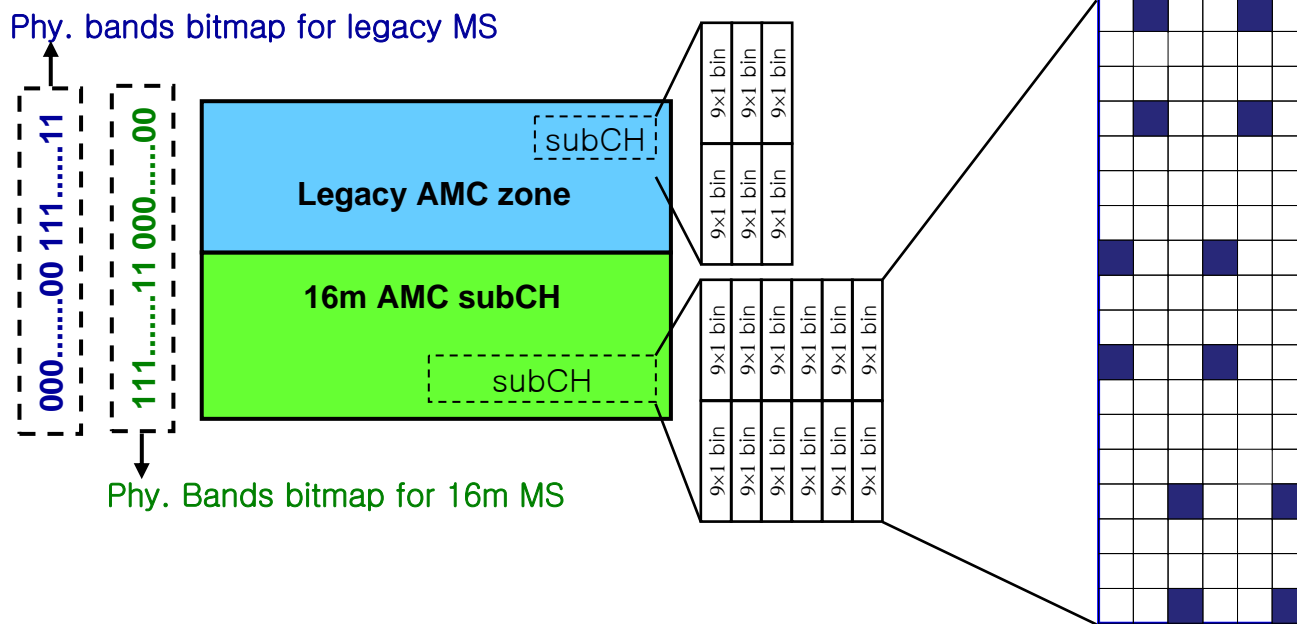 Phy. bands bitmap for legacy MS
000.......00 111......11
111.......11 000......00
subCH
Legacy AMC zone
16m AMC subCH
subCH
Phy. Bands bitmap for 16m MS
9×1 bin 9×1 bin 9×1 bin
9×1 bin 9×1 bin 9×1 bin
9×1 bin 9×1 bin 9×1 bin 9×1 bin 9×1 bin 9×1 bin
9×1 bin 9×1 bin 9×1 bin 9×1 bin 9×1 bin 9×1 bin